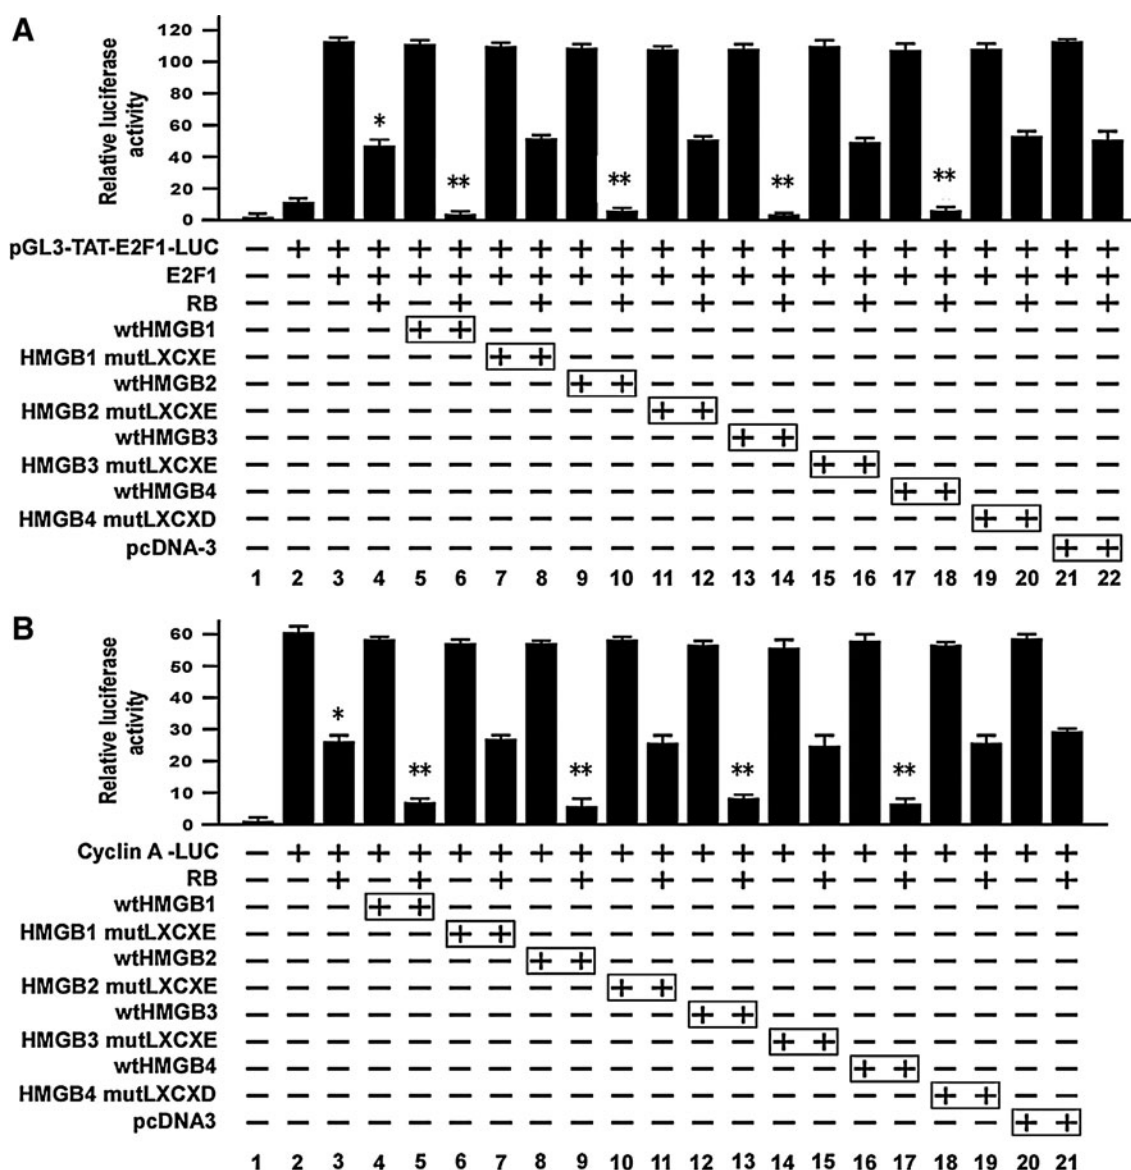 A
Relative luciferase
activity
120
100
80
60
40
20
0
* ** ** ** **
pGL3-TAT-E2F1-LUC — + + + + + + + + + + + + + + + + + + + + +
E2F1 — — + + + + + + + + + + + + + + + + + + + +
RB — — — + — + — + — + — + — + — + — + — + — +
wtHMGB1 — — — — + + — — — — — — — — — — — — — — — —
HMGB1 mutLXCXE — — — — — — + + — — — — — — — — — — — — — —
wtHMGB2 — — — — — — — — + + — — — — — — — — — — — —
HMGB2 mutLXCXE — — — — — — — — — — + + — — — — — — — — — —
wtHMGB3 — — — — — — — — — — — — + + — — — — — — — —
HMGB3 mutLXCXE — — — — — — — — — — — — — — + + — — — — — —
wtHMGB4 — — — — — — — — — — — — — — — — + + — — — —
HMGB4 mutLXCXD — — — — — — — — — — — — — — — — — — + + — —
pcDNA-3 — — — — — — — — — — — — — — — — — — — — + +
1 2 3 4 5 6 7 8 9 10 11 12 13 14 15 16 17 18 19 20 21 22
B
Relative luciferase
activity
60
50
40
30
20
10
0
* ** ** ** **
Cyclin A -LUC — + + + + + + + + + + + + + + + + + + + +
RB — — + — + — + — + — + — + — + — + — + — +
wtHMGB1 — — — + + — — — — — — — — — — — — — — — —
HMGB1 mutLXCXE — — — — — + + — — — — — — — — — — — — — —
wtHMGB2 — — — — — — — + + — — — — — — — — — — — —
HMGB2 mutLXCXE — — — — — — — — — + + — — — — — — — — — —
wtHMGB3 — — — — — — — — — — — + + — — — — — — — —
HMGB3 mutLXCXE — — — — — — — — — — — — — + + — — — — — —
wtHMGB4 — — — — — — — — — — — — — — — + + — — — —
HMGB4 mutLXCXD — — — — — — — — — — — — — — — — — + + — —
pcDNA3 — — — — — — — — — — — — — — — — — — — + +
1 2 3 4 5 6 7 8 9 10 11 12 13 14 15 16 17 18 19 20 21